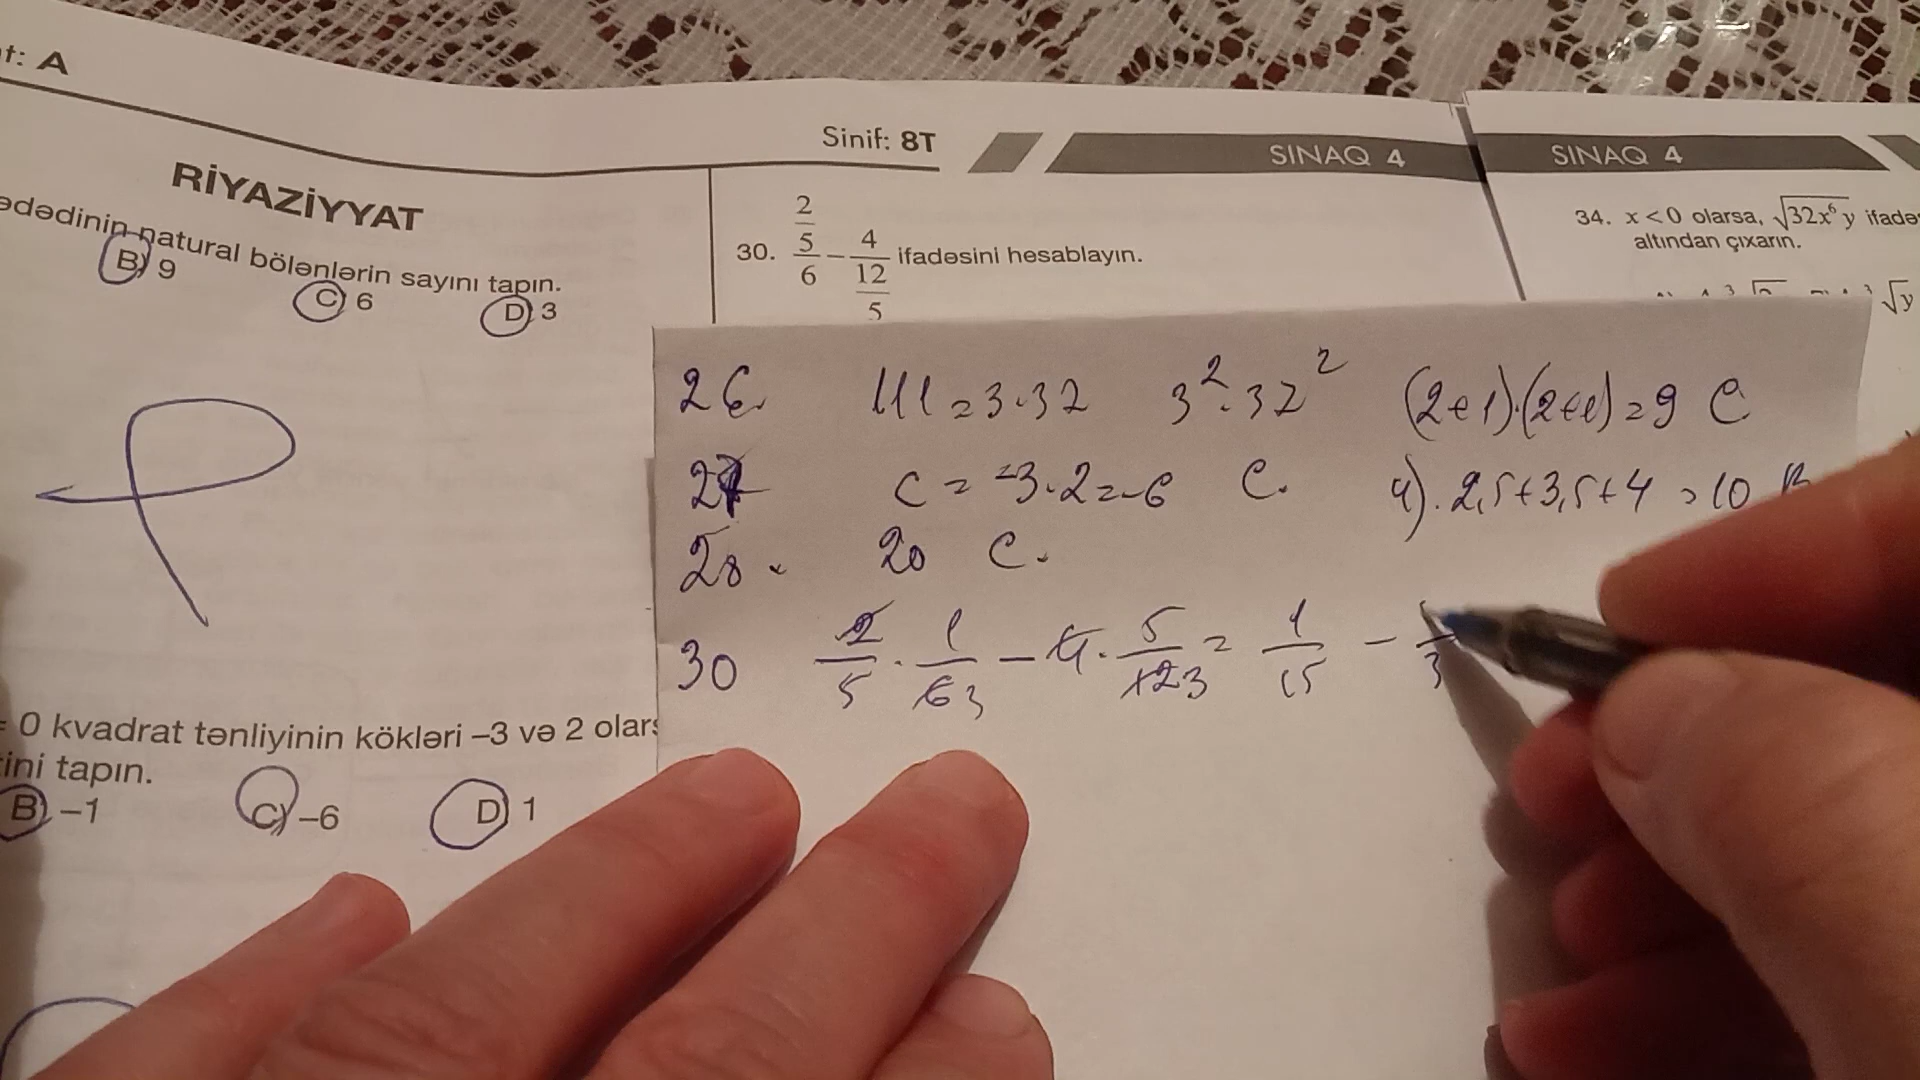 t: A
Sinif: 8T
SINAQ 4
SINAQ 4
RİYAZİYYAT
ədədinin natural bölənlərin sayını tapın.
B) 9
C) 6
D) 3
= 0 kvadrat tənliyinin kökləri –3 və 2 olars
ini tapın.
B) –1
C) –6
D) 1
30. 2/5/6 – 4/12/5 ifadəsini hesablayın.
34. x<0 olarsa, √32x⁶y ifadə
altından çıxarın.
√y
26. 111=3·37 3²·37² (2+1)·(2+1)=9 C
27 c = -3·2=-6 C. 4). 2,5+3,5+4 = 10 B
28. 20 C.
30 2/5 · 1/63 – 4 · 5/123 = 1/15 – /3